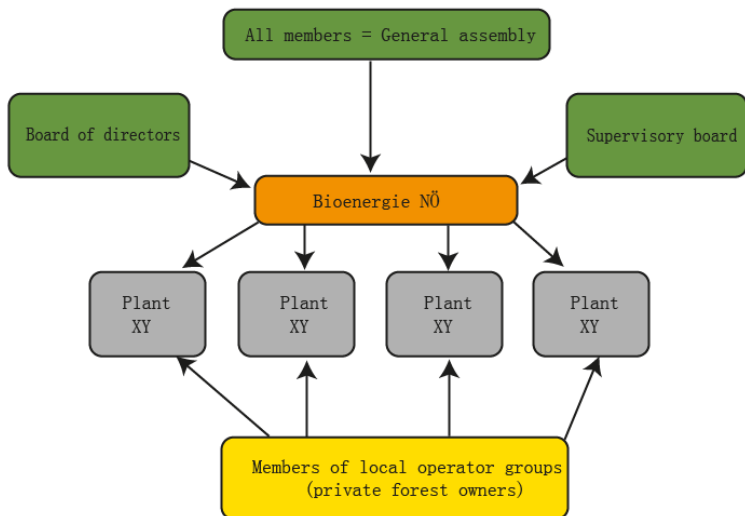 All members = General assembly
Board of directors
Supervisory board
Bioenergie NÖ
Plant
XY
Plant
XY
Plant
XY
Plant
XY
Members of local operator groups
(private forest owners)